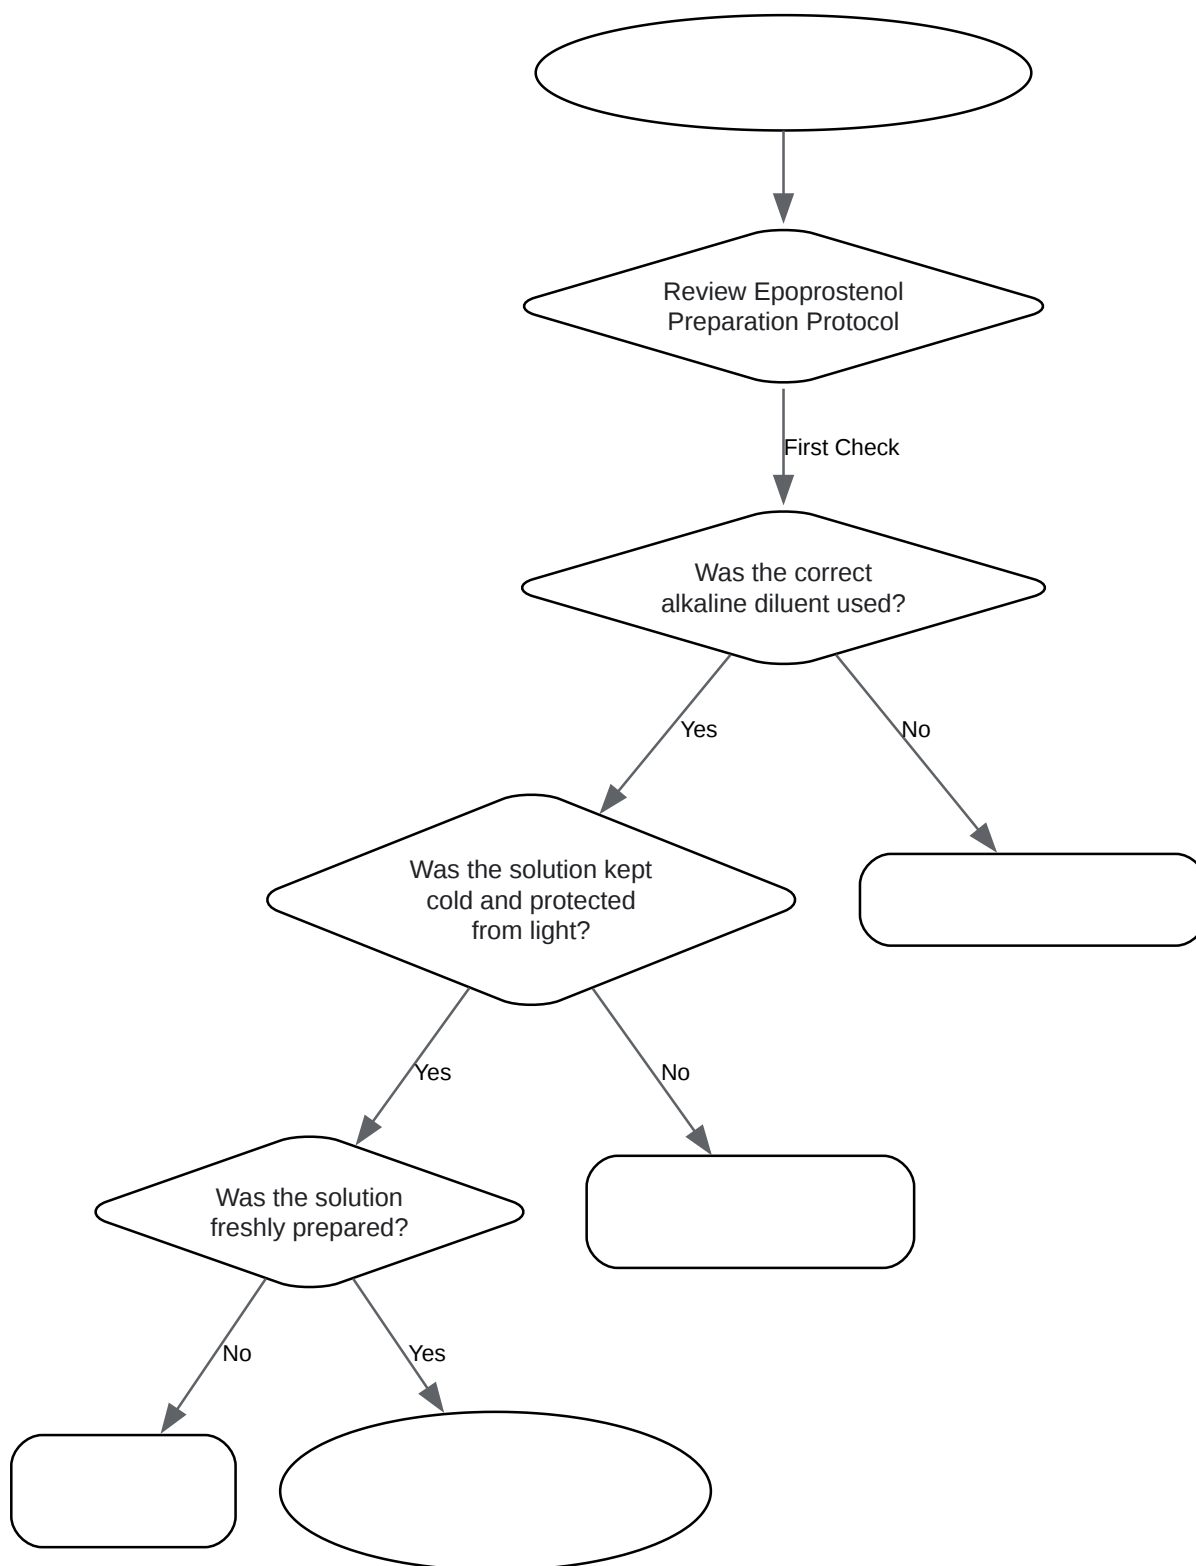 Review Epoprostenol
Preparation Protocol
First Check
Was the correct
alkaline diluent used?
Yes
No
Was the solution kept
cold and protected
from light?
Yes
No
Was the solution
freshly prepared?
No
Yes